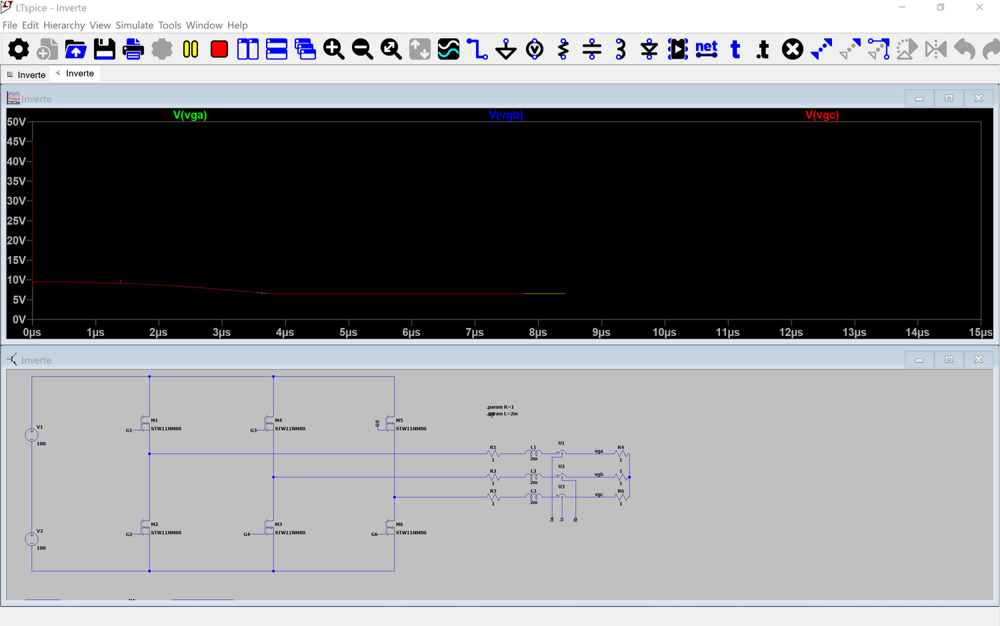 LTspice - Inverte
File Edit Hierarchy View Simulate Tools Window Help
net t .t
Inverte Inverte
Inverte
V(vga) V(vgb) V(vgc)
50V
45V
40V
35V
30V
25V
20V
15V
10V
5V
0V
0µs 1µs 2µs 3µs 4µs 5µs 6µs 7µs 8µs 9µs 10µs 11µs 12µs 13µs 14µs 15µs
Inverte
.param R=1
.param L=2m
V1
100
V2
100
M1
G1 STW11NM80
M4
G3 STW11NM80
M5
G5 STW11NM80
M2
G2 STW11NM80
M3
G4 STW11NM80
M6
G6 STW11NM80
R1 L1 U1 vga R4
1 2m 1
R2 L2 U2 vgb 1
1 2m 1
R3 L3 U3 vgc R6
1 2m 1
ia ic ib